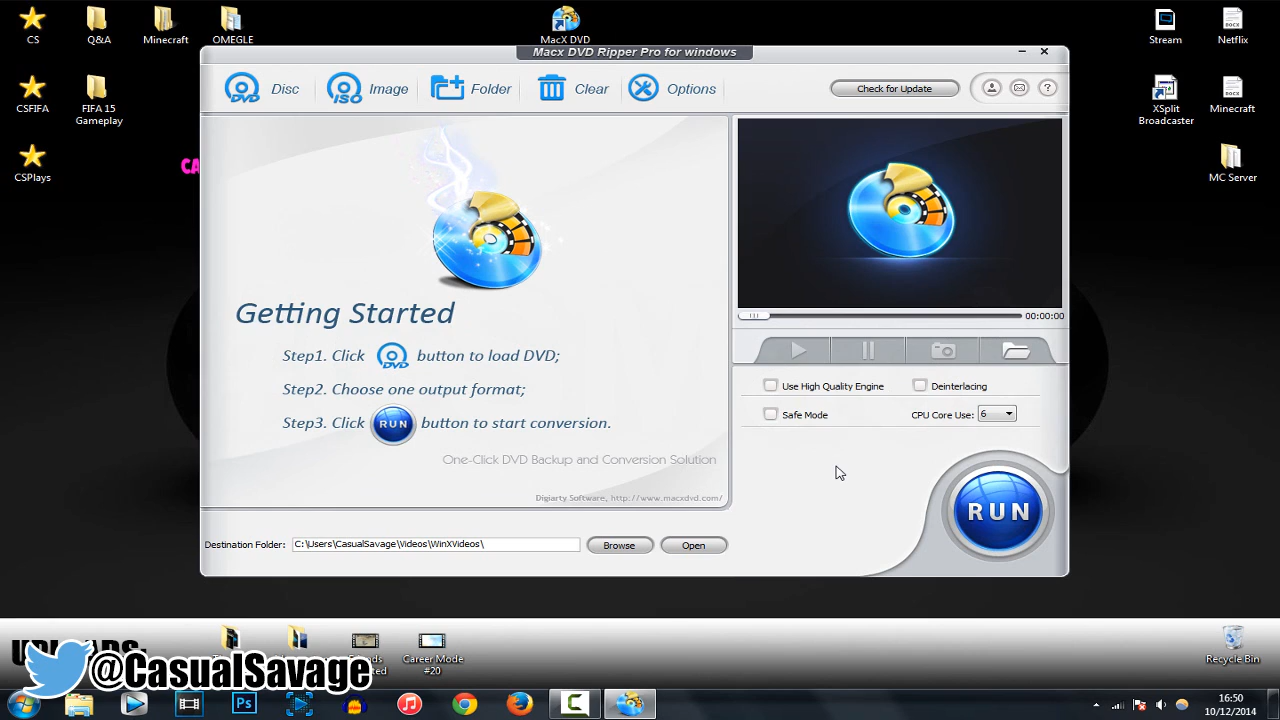 CS
Q&A
Minecraft
OMEGLE
MacX DVD
Stream
Netflix
Macx DVD Ripper Pro for windows
DVD Disc
ISO Image
Folder
Clear
Options
Check for Update
?
CSFIFA
FIFA 15
Gameplay
XSplit
Broadcaster
Minecraft
CSPlays
CA
MC Server
Getting Started
00:00:00
Step1. Click DVD button to load DVD;
Step2. Choose one output format;
Step3. Click RUN button to start conversion.
One-Click DVD Backup and Conversion Solution
Digiarty Software, http://www.macxdvd.com/
Use High Quality Engine
Deinterlacing
Safe Mode
CPU Core Use: 6
RUN
Destination Folder: C:\Users\CasualSavage\Videos\WinXVideos\
Browse
Open
Career Mode
#20
Recycle Bin
@CasualSavage
Ps
C
16:50
10/12/2014